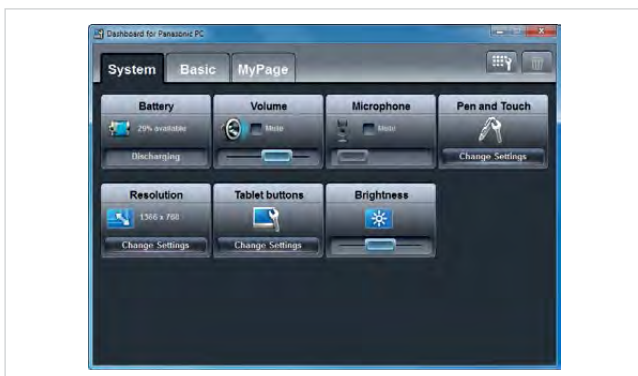 Dashboard for Panasonic PC
System Basic MyPage
Battery Volume Microphone Pen and Touch
29% available Mute Mute
Discharging Change Settings
Resolution Tablet buttons Brightness
1366 x 768
Change Settings Change Settings